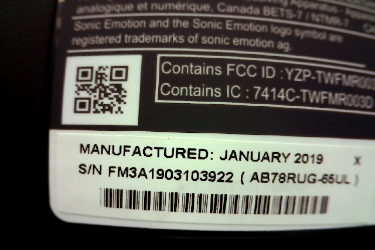 analogique et numérique, Canada BETS-7 / NTMR-7
Sonic Emotion and the Sonic Emotion logo symbol are
registered trademarks of sonic emotion ag.
Contains FCC ID : YZP-TWFMR003
Contains IC : 7414C-TWFMR003D
MANUFACTURED: JANUARY 2019 X
S/N FM3A1903103922 ( AB78RUG-65UL )